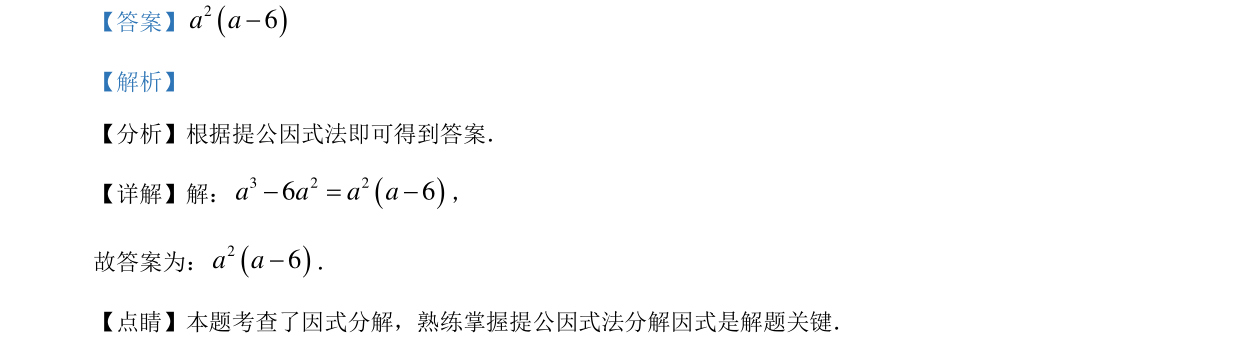 【答案】a²(a−6)
【解析】
【分析】根据提公因式法即可得到答案．
【详解】解：a³−6a²=a²(a−6)，
故答案为：a²(a−6)．
【点睛】本题考查了因式分解，熟练掌握提公因式法分解因式是解题关键．